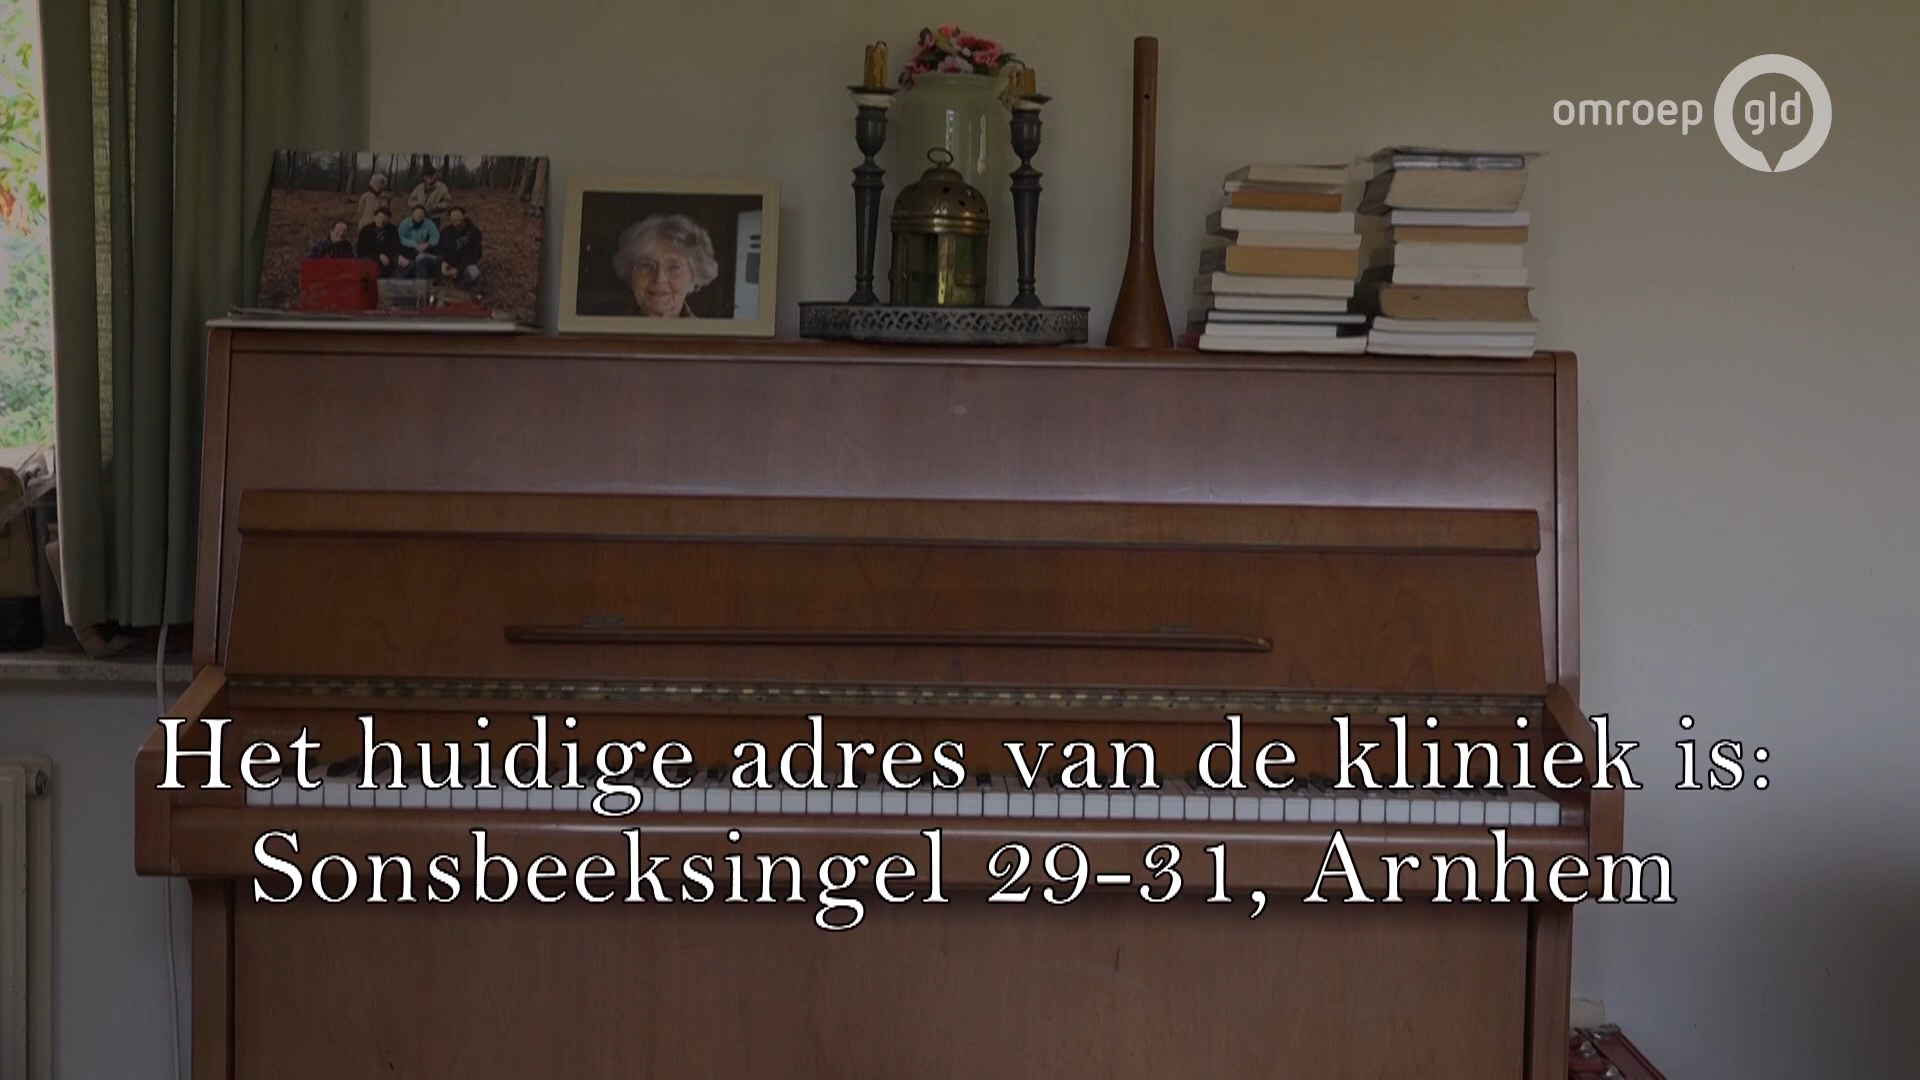 omroep gld
Het huidige adres van de kliniek is:
Sonsbeeksingel 29-31, Arnhem